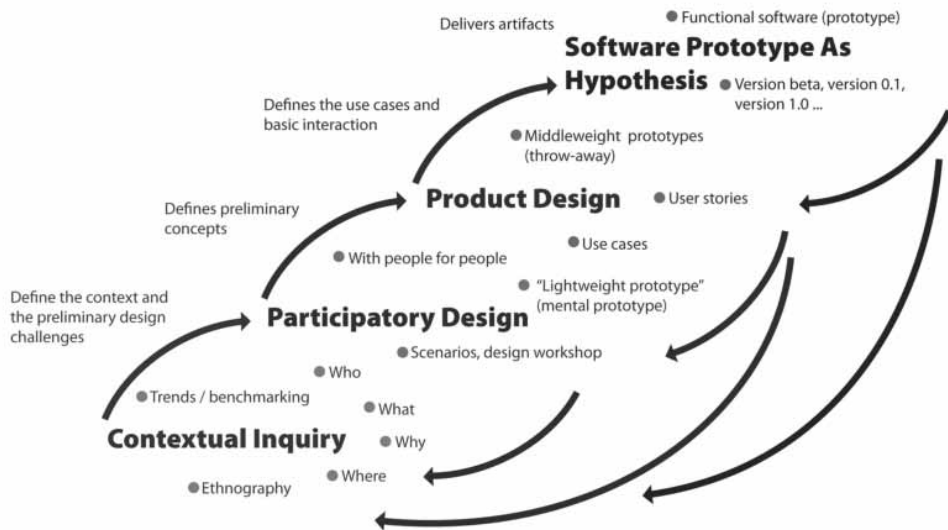 Delivers artifacts
Functional software (prototype)
Software Prototype As
Hypothesis
Version beta, version 0.1,
version 1.0 ...
Defines the use cases and
basic interaction
Middleweight prototypes
(throw-away)
Product Design
User stories
Defines preliminary
concepts
Use cases
With people for people
"Lightweight prototype"
(mental prototype)
Define the context and
the preliminary design
challenges
Participatory Design
Scenarios, design workshop
Who
Trends / benchmarking
What
Contextual Inquiry
Why
Where
Ethnography